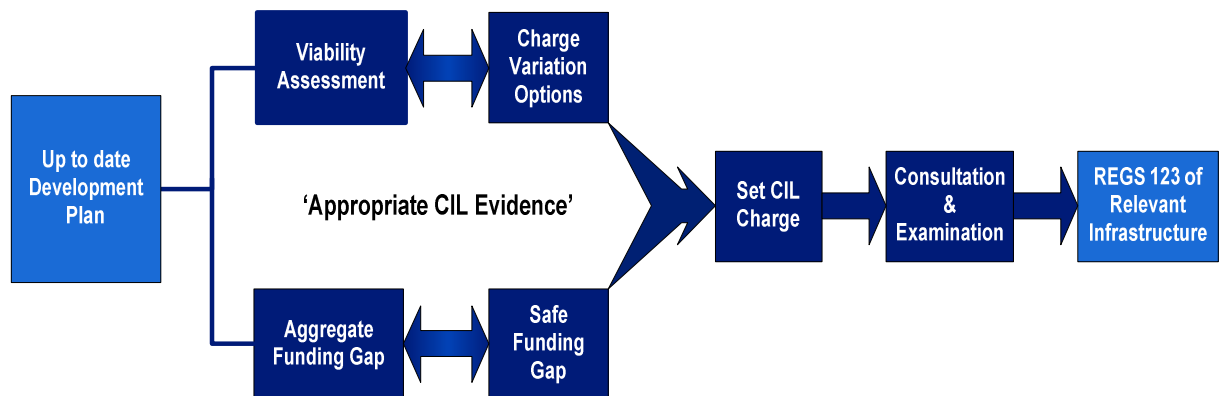 Up to date
Development
Plan
Viability
Assessment
Charge
Variation
Options
'Appropriate CIL Evidence'
Aggregate
Funding Gap
Safe
Funding
Gap
Set CIL
Charge
Consultation
&
Examination
REGS 123 of
Relevant
Infrastructure